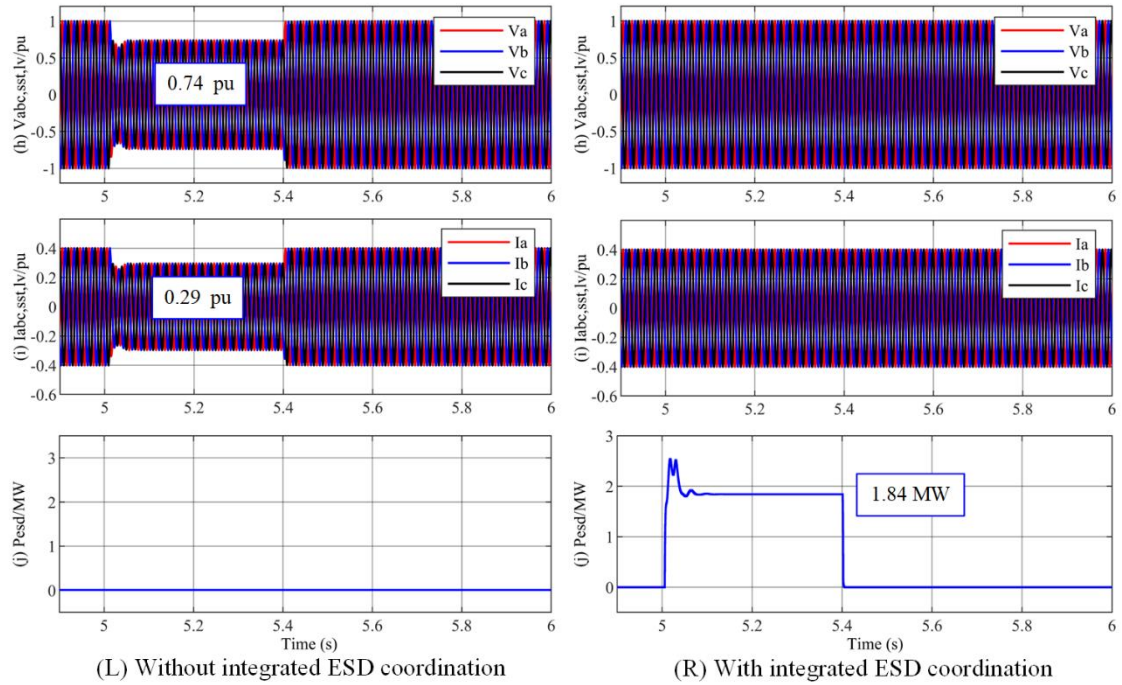 (h) Vabc,sst,lv/pu
1
0.5
0
-0.5
-1
0.74 pu
Va
Vb
Vc
5
5.2
5.4
5.6
5.8
6
(h) Vabc,sst,lv/pu
1
0.5
0
-0.5
-1
Va
Vb
Vc
5
5.2
5.4
5.6
5.8
6
(i) Iabc,sst,lv/pu
0.4
0.2
0
-0.2
-0.4
-0.6
0.29 pu
Ia
Ib
Ic
5
5.2
5.4
5.6
5.8
6
(i) Iabc,sst,lv/pu
0.4
0.2
0
-0.2
-0.4
-0.6
Ia
Ib
Ic
5
5.2
5.4
5.6
5.8
6
(j) Pesd/MW
3
2
1
0
5
5.2
5.4
5.6
5.8
6
Time (s)
(j) Pesd/MW
3
2
1
0
1.84 MW
5
5.2
5.4
5.6
5.8
6
Time (s)
(L) Without integrated ESD coordination
(R) With integrated ESD coordination